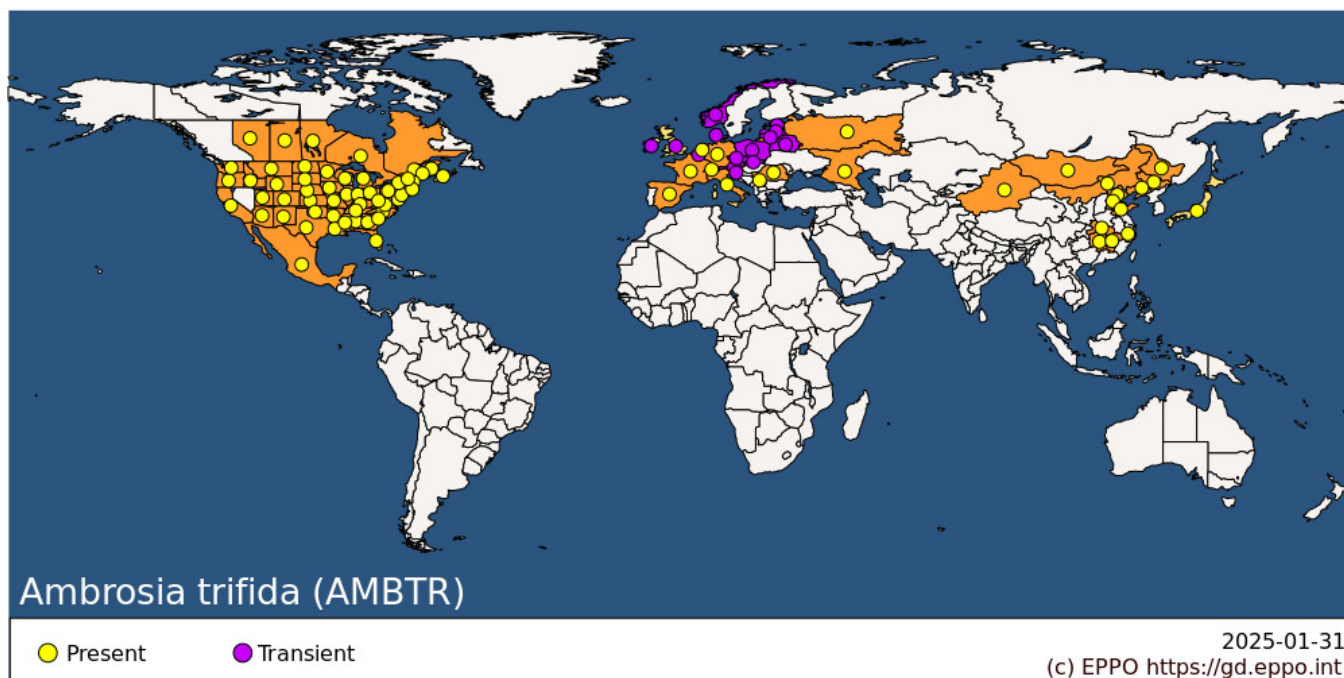 Ambrosia trifida (AMBTR)
Present
Transient
2025-01-31
(c) EPPO https://gd.eppo.int